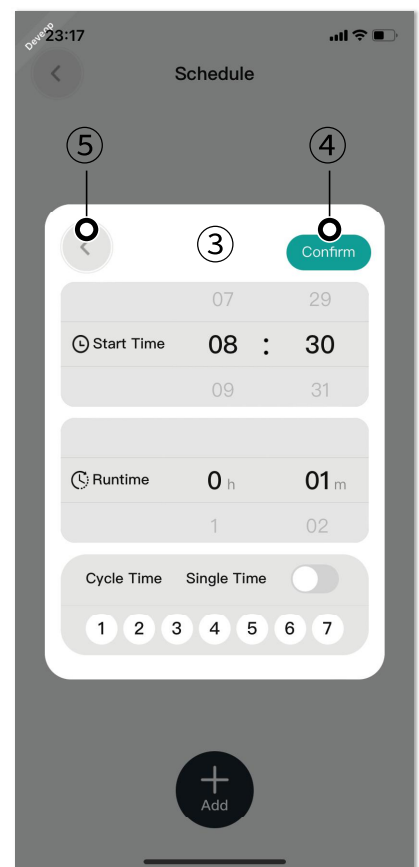 Develop
23:17
Schedule
⑤ ④
③ Confirm
07 29
Start Time 08 : 30
09 31
Runtime 0 h 01 m
1 02
Cycle Time Single Time
1 2 3 4 5 6 7
Add